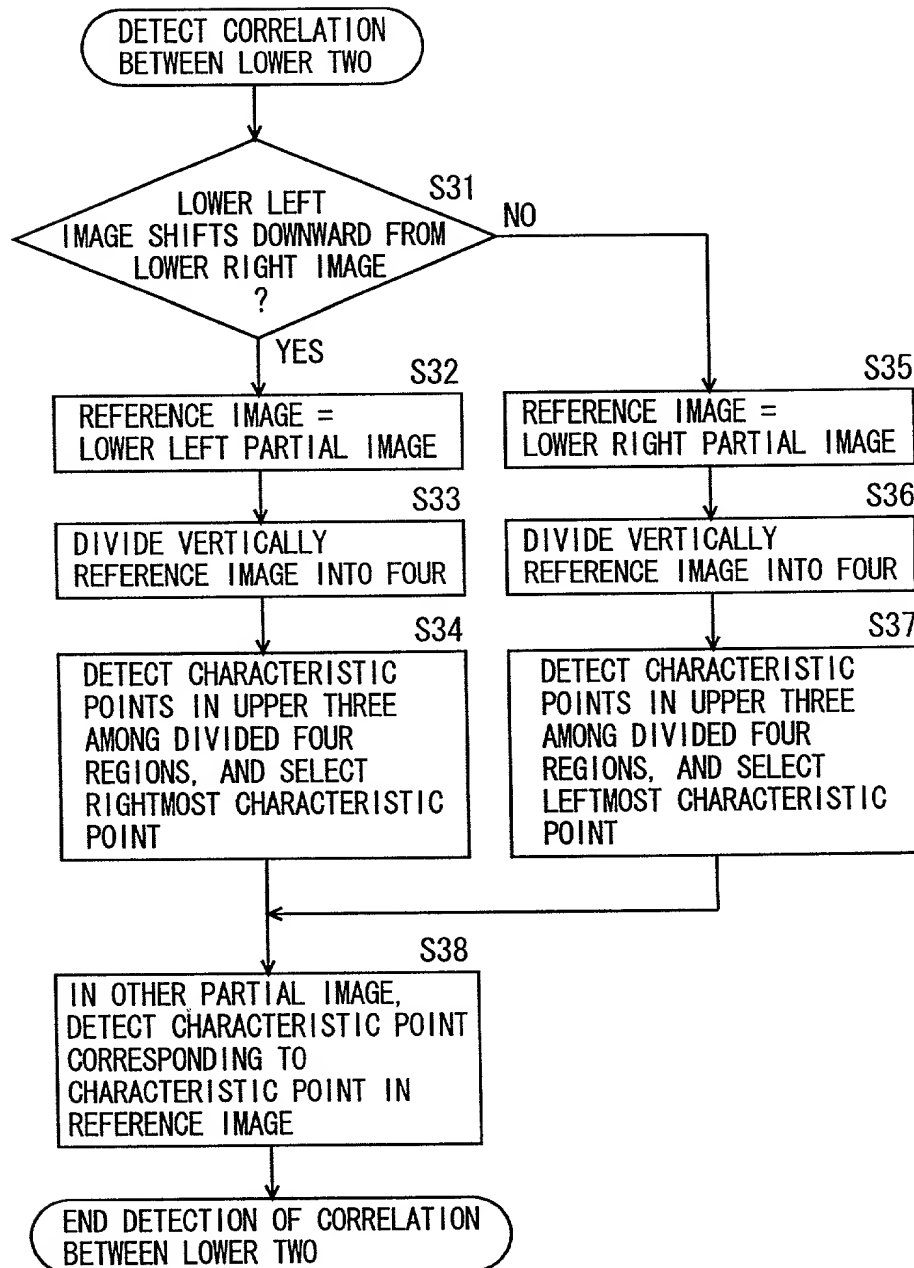 DETECT CORRELATION
BETWEEN LOWER TWO
S31
LOWER LEFT
IMAGE SHIFTS DOWNWARD FROM
LOWER RIGHT IMAGE
?
NO
YES
S32
REFERENCE IMAGE =
LOWER LEFT PARTIAL IMAGE
S33
DIVIDE VERTICALLY
REFERENCE IMAGE INTO FOUR
S34
DETECT CHARACTERISTIC
POINTS IN UPPER THREE
AMONG DIVIDED FOUR
REGIONS, AND SELECT
RIGHTMOST CHARACTERISTIC
POINT
S35
REFERENCE IMAGE =
LOWER RIGHT PARTIAL IMAGE
S36
DIVIDE VERTICALLY
REFERENCE IMAGE INTO FOUR
S37
DETECT CHARACTERISTIC
POINTS IN UPPER THREE
AMONG DIVIDED FOUR
REGIONS, AND SELECT
LEFTMOST CHARACTERISTIC
POINT
S38
IN OTHER PARTIAL IMAGE,
DETECT CHARACTERISTIC POINT
CORRESPONDING TO
CHARACTERISTIC POINT IN
REFERENCE IMAGE
END DETECTION OF CORRELATION
BETWEEN LOWER TWO